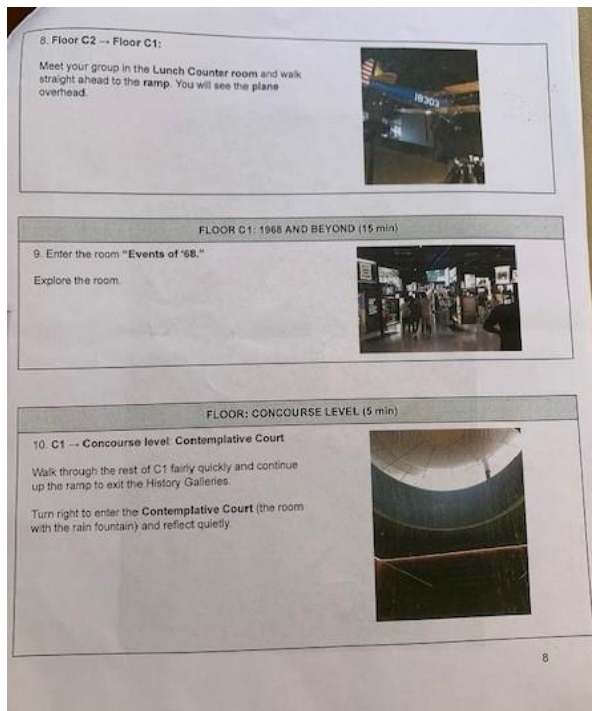 8. Floor C2 → Floor C1:
Meet your group in the Lunch Counter room and walk
straight ahead to the ramp. You will see the plane
overhead.
18303
FLOOR C1: 1968 AND BEYOND (15 min)
9. Enter the room "Events of '68."
Explore the room.
FLOOR: CONCOURSE LEVEL (5 min)
10. C1 → Concourse level: Contemplative Court
Walk through the rest of C1 fairly quickly and continue
up the ramp to exit the History Galleries.
Turn right to enter the Contemplative Court (the room
with the rain fountain) and reflect quietly.
8